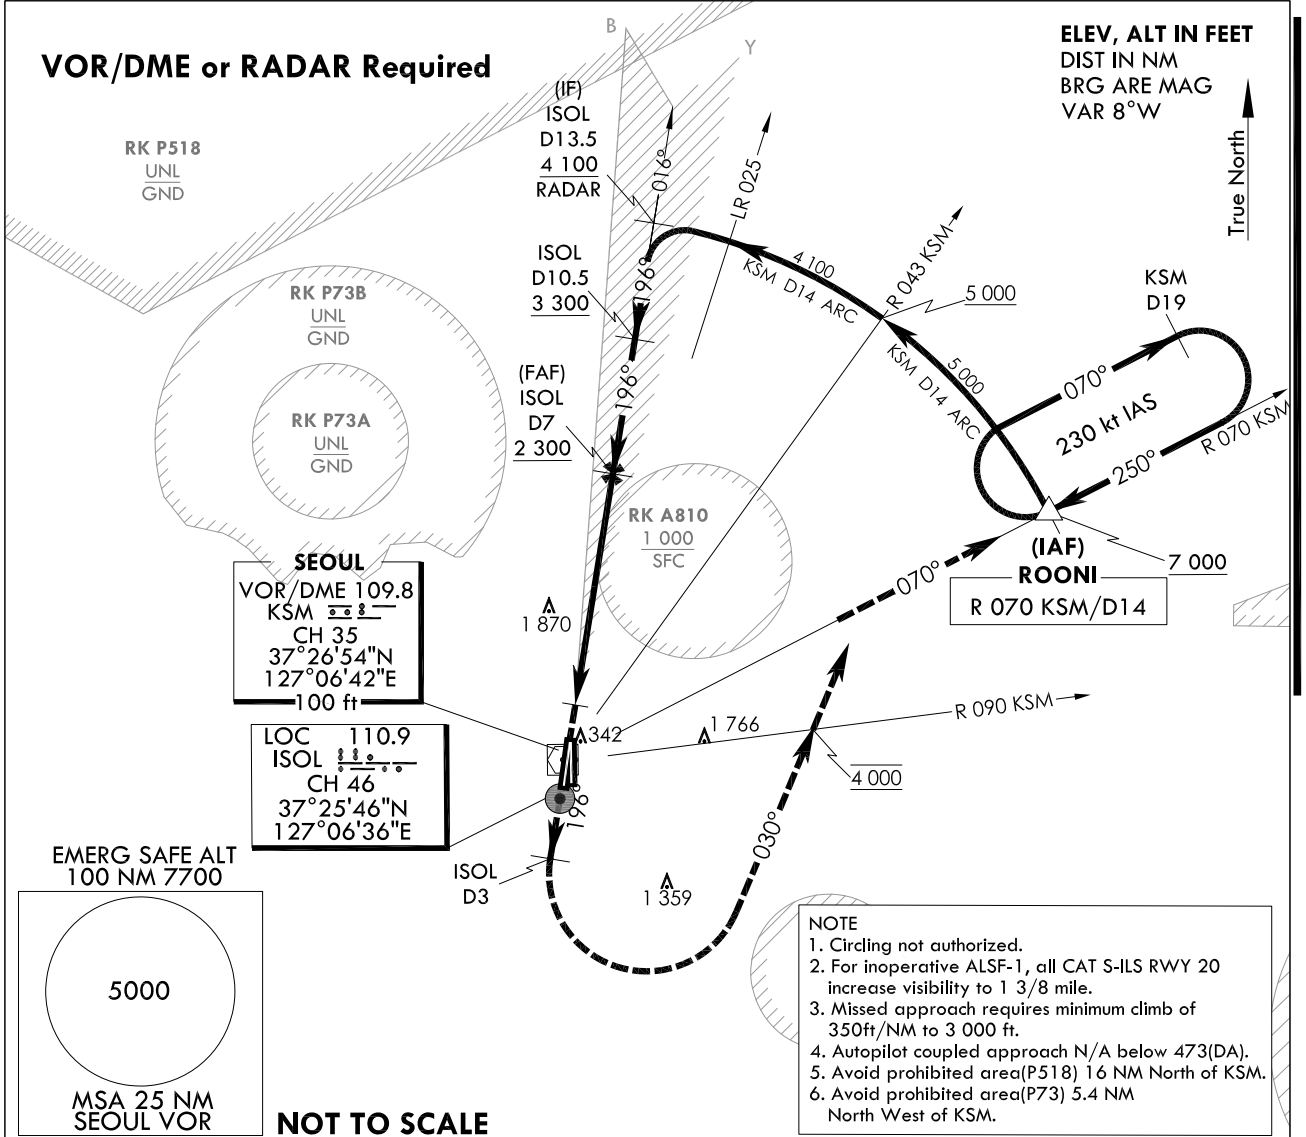 B
Y
VOR/DME or RADAR Required
ELEV, ALT IN FEET
DIST IN NM
BRG ARE MAG
VAR 8°W
True North
RK P518
UNL
GND
(IF)
ISOL
D13.5
4 100
RADAR
016°
LR 025
ISOL
D10.5
3 300
196°
4 100
KSM D14 ARC
R 043 KSM
5 000
KSM
D19
RK P73B
UNL
GND
5 000
KSM D14 ARC
070°
230 kt IAS
R 070 KSM
250°
(FAF)
ISOL
D7
2 300
196°
RK P73A
UNL
GND
RK A810
1 000
SFC
(IAF)
ROONI
R 070 KSM/D14
7 000
070°
SEOUL
VOR/DME 109.8
KSM
CH 35
37°26'54"N
127°06'42"E
100 ft
1 870
LOC 110.9
ISOL
CH 46
37°25'46"N
127°06'36"E
342
1 766
R 090 KSM
4 000
196°
030°
ISOL
D3
1 359
EMERG SAFE ALT
100 NM 7700
5000
MSA 25 NM
SEOUL VOR
NOT TO SCALE
NOTE
1. Circling not authorized.
2. For inoperative ALSF-1, all CAT S-ILS RWY 20
increase visibility to 1 3/8 mile.
3. Missed approach requires minimum climb of
350ft/NM to 3 000 ft.
4. Autopilot coupled approach N/A below 473(DA).
5. Avoid prohibited area(P518) 16 NM North of KSM.
6. Avoid prohibited area(P73) 5.4 NM
North West of KSM.